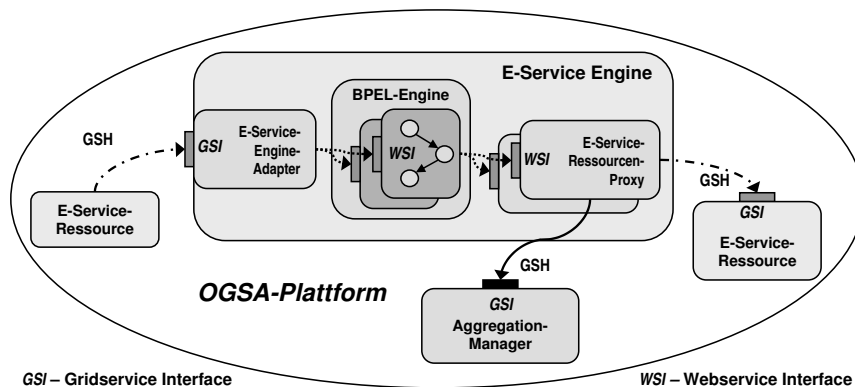 E-Service Engine
BPEL-Engine
GSH
GSI
E-Service-
Engine-
Adapter
WSI
WSI
E-Service-
Ressourcen-
Proxy
GSH
E-Service-
Ressource
GSI
E-Service-
Ressource
GSH
OGSA-Plattform
GSI
Aggregation-
Manager
GSI – Gridservice Interface
WSI – Webservice Interface